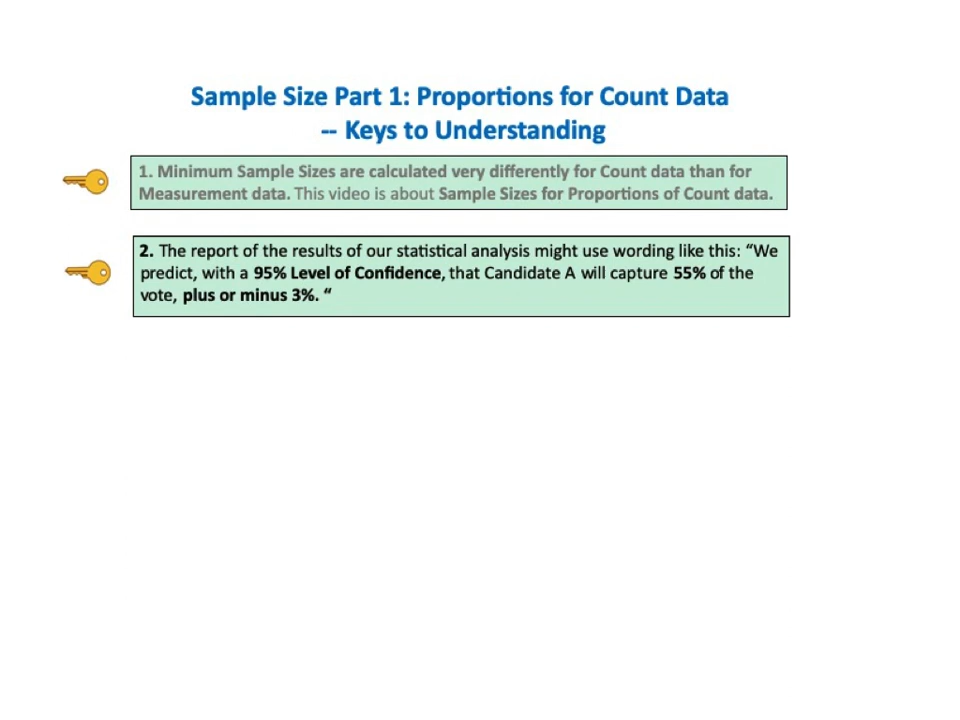 Sample Size Part 1: Proportions for Count Data
-- Keys to Understanding
1. Minimum Sample Sizes are calculated very differently for Count data than for
Measurement data. This video is about Sample Sizes for Proportions of Count data.
2. The report of the results of our statistical analysis might use wording like this: “We
predict, with a 95% Level of Confidence, that Candidate A will capture 55% of the
vote, plus or minus 3%. “